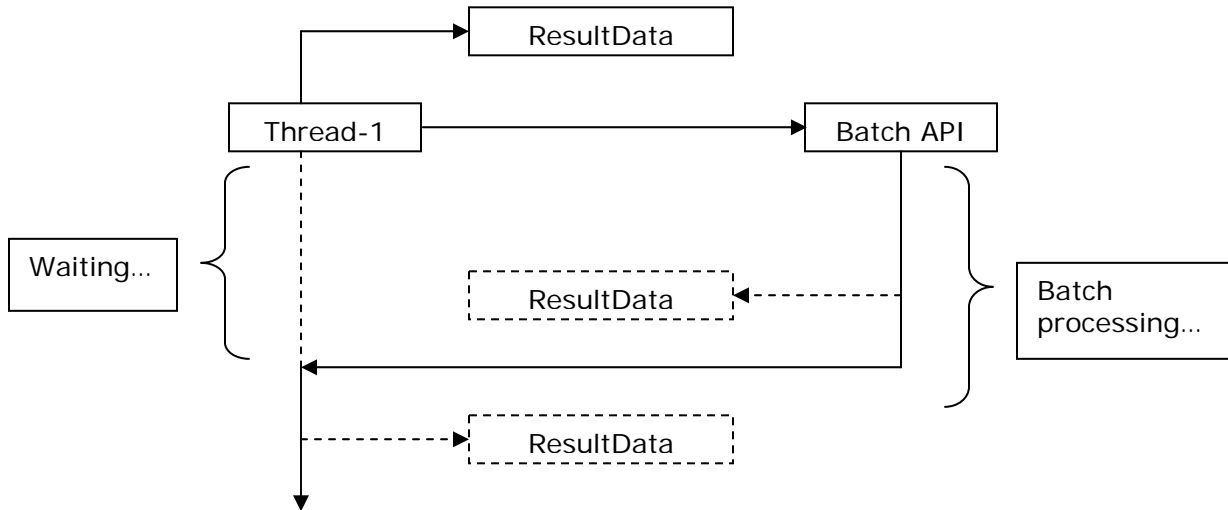 ResultData
Thread-1
Batch API
Waiting...
ResultData
Batch
processing...
ResultData